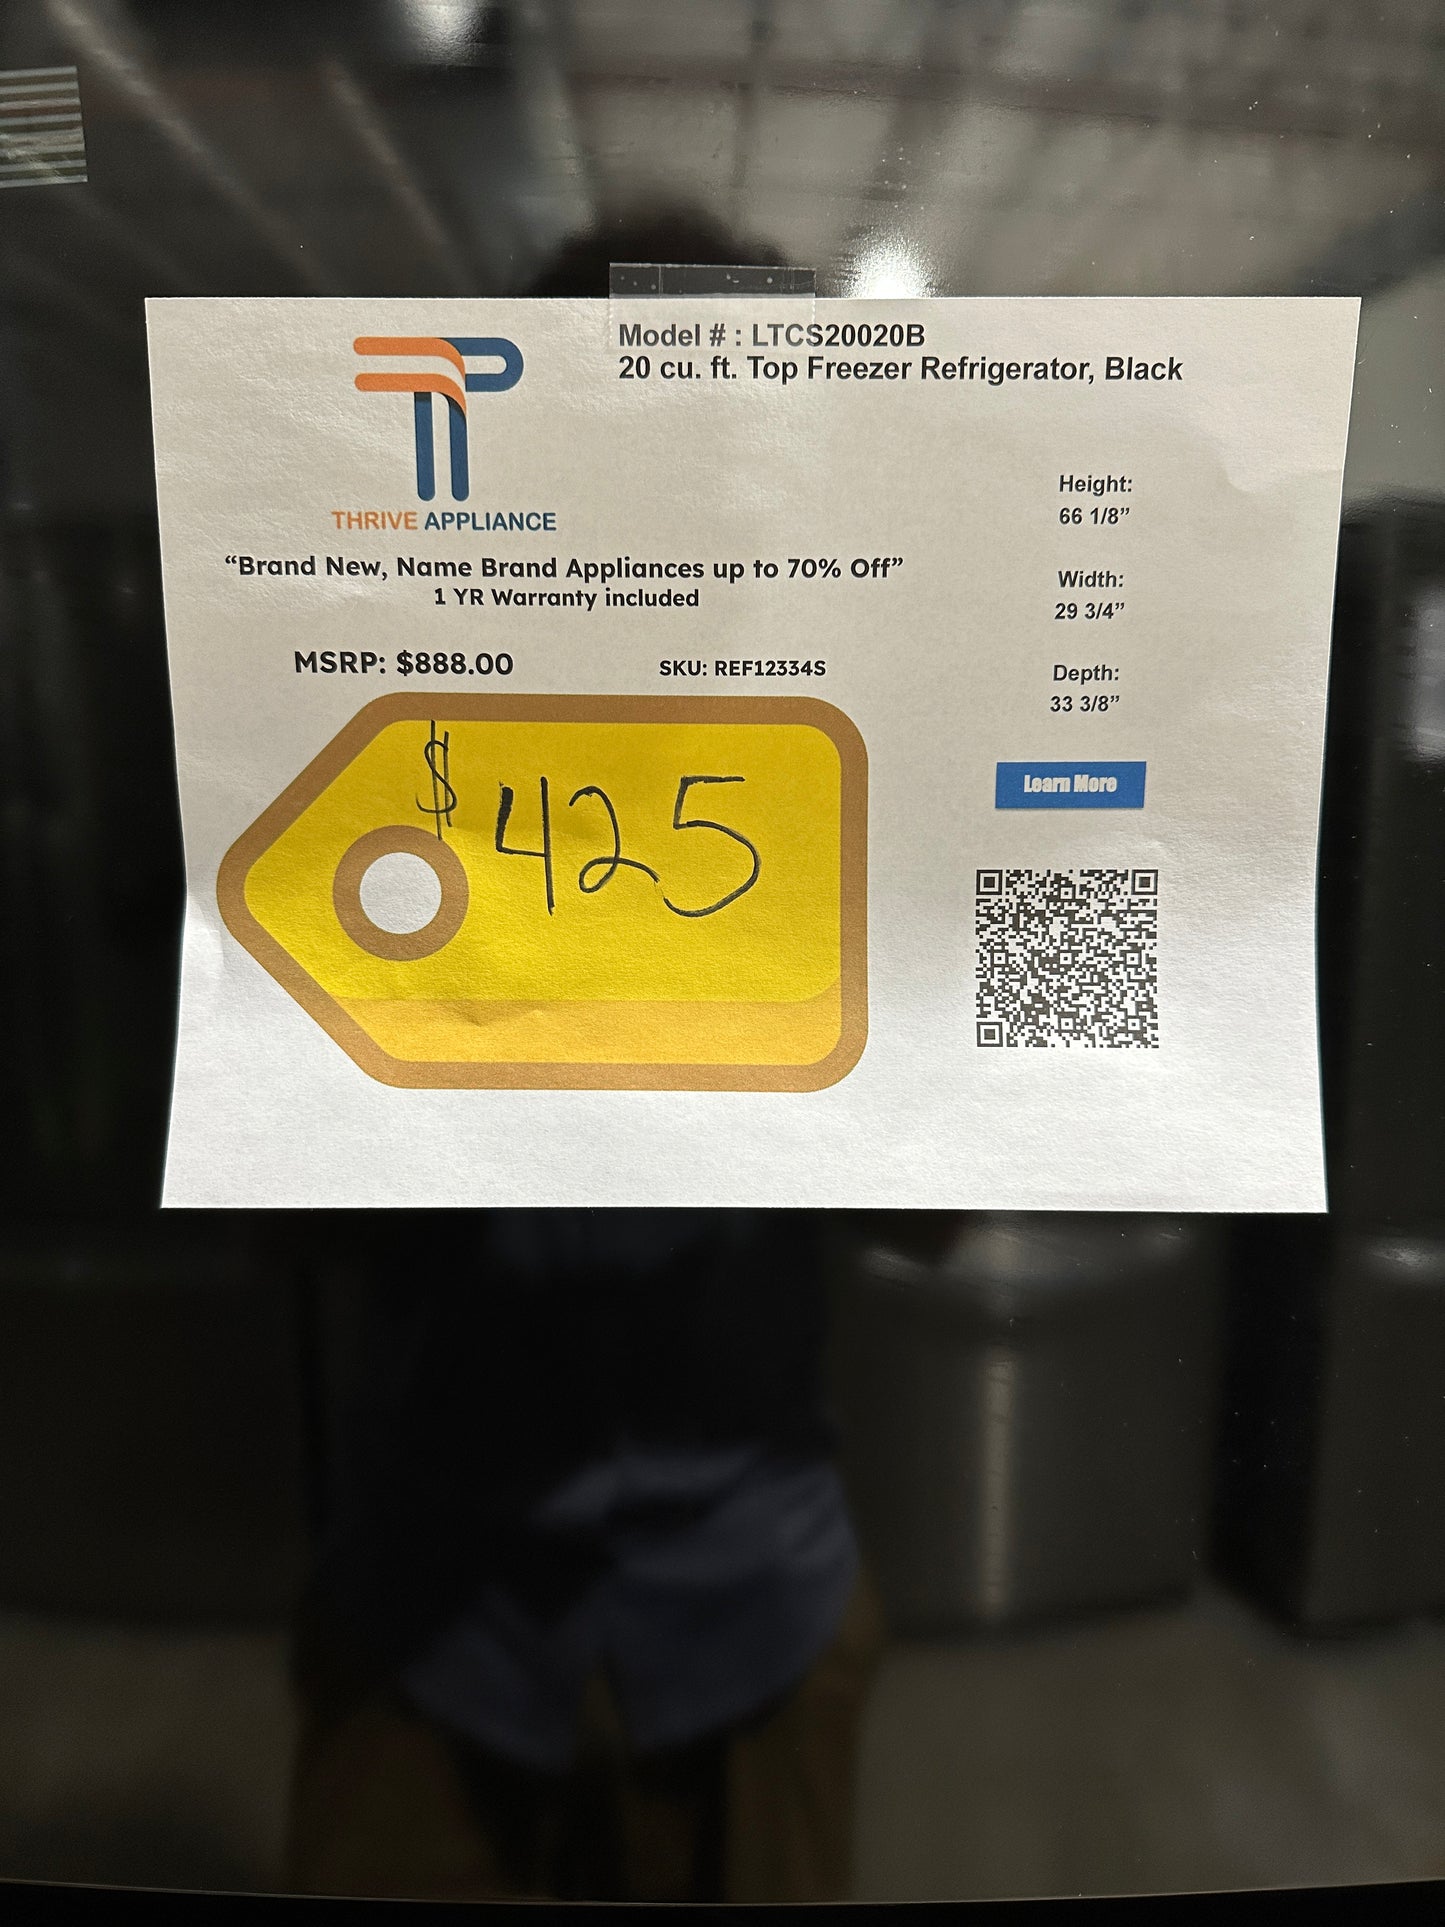 Model # : LTCS20020B
20 cu. ft. Top Freezer Refrigerator, Black
THRIVE APPLIANCE
“Brand New, Name Brand Appliances up to 70% Off”
1 YR Warranty included
MSRP: $888.00
SKU: REF12334S
$425
Height:
66 1/8”
Width:
29 3/4”
Depth:
33 3/8”
Learn More